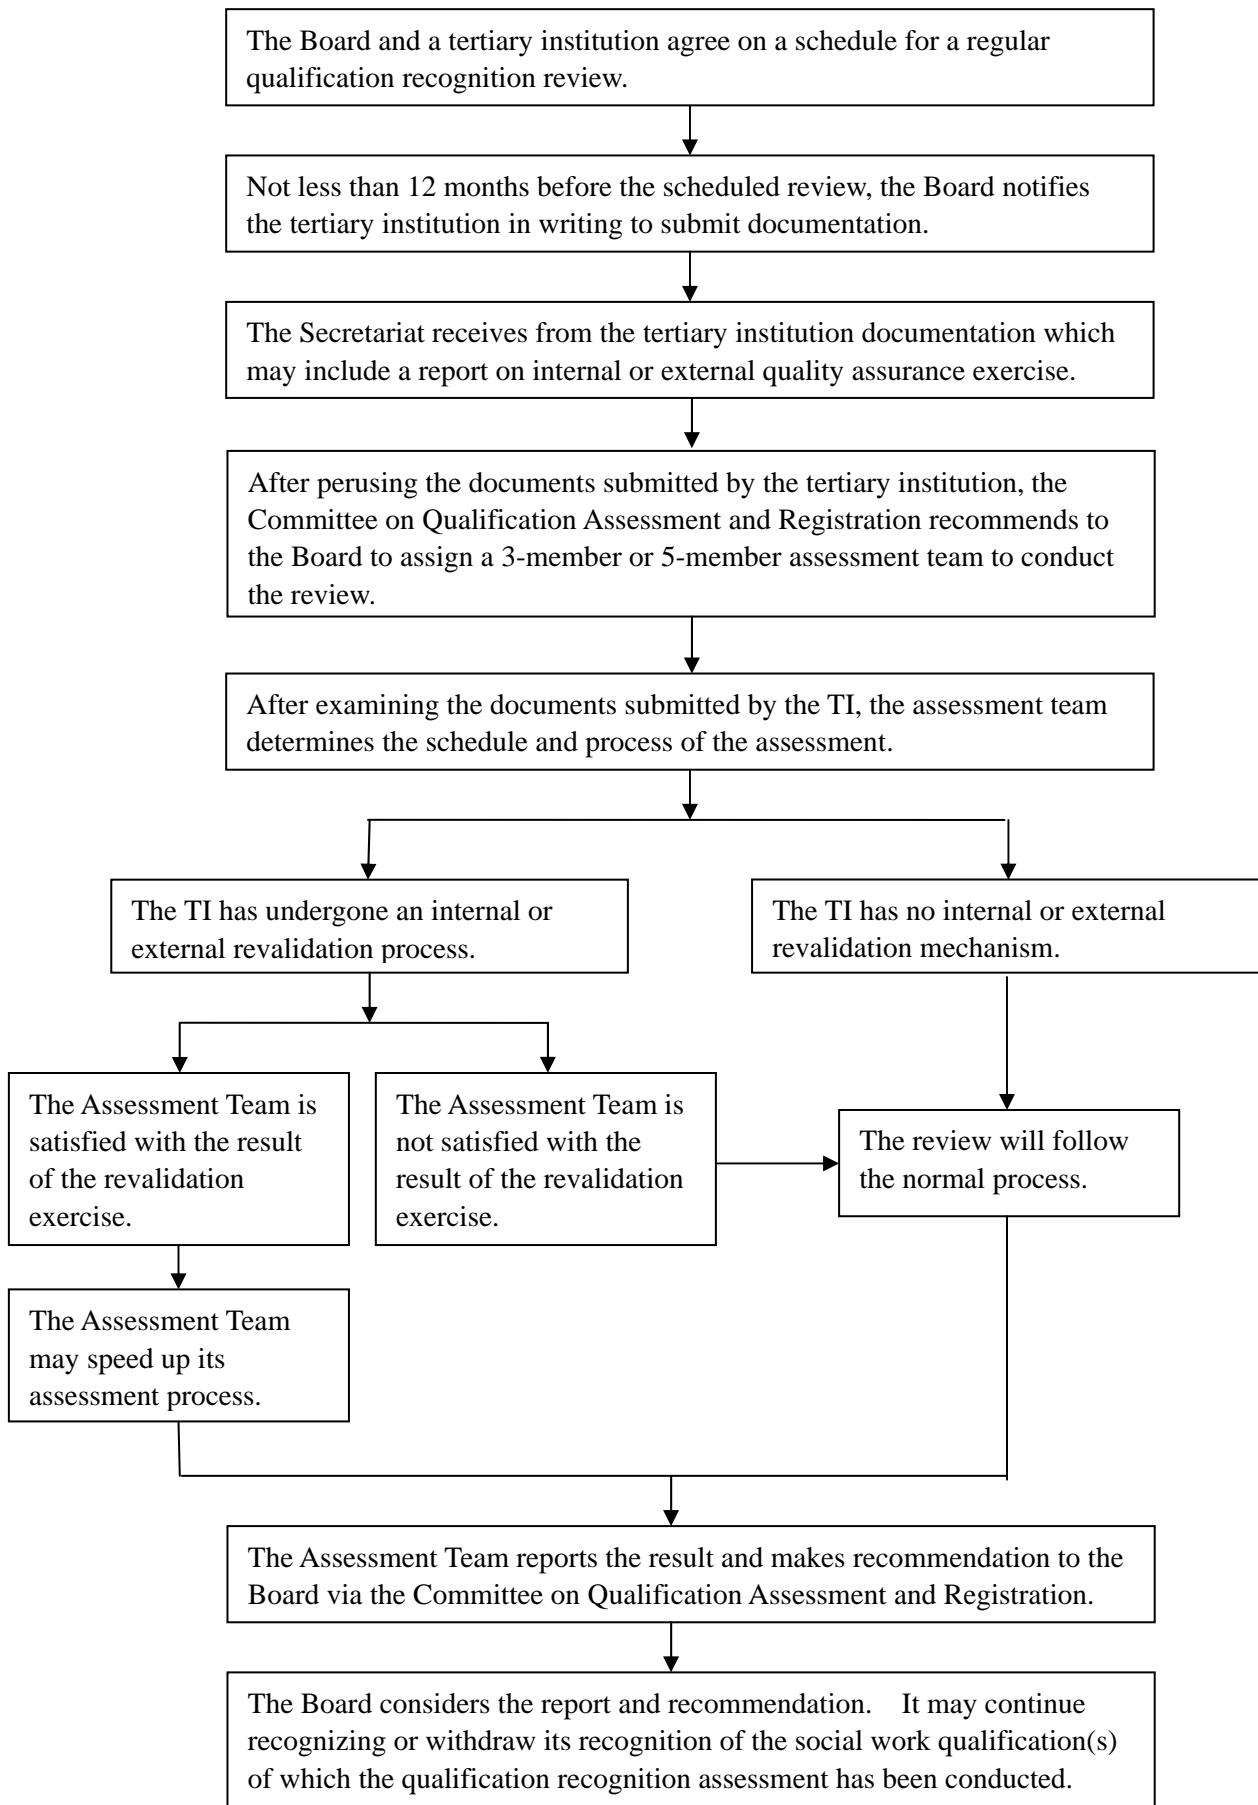 The Board and a tertiary institution agree on a schedule for a regular
qualification recognition review.
Not less than 12 months before the scheduled review, the Board notifies
the tertiary institution in writing to submit documentation.
The Secretariat receives from the tertiary institution documentation which
may include a report on internal or external quality assurance exercise.
After perusing the documents submitted by the tertiary institution, the
Committee on Qualification Assessment and Registration recommends to
the Board to assign a 3-member or 5-member assessment team to conduct
the review.
After examining the documents submitted by the TI, the assessment team
determines the schedule and process of the assessment.
The TI has undergone an internal or
external revalidation process.
The TI has no internal or external
revalidation mechanism.
The Assessment Team is
satisfied with the result
of the revalidation
exercise.
The Assessment Team is
not satisfied with the
result of the revalidation
exercise.
The review will follow
the normal process.
The Assessment Team
may speed up its
assessment process.
The Assessment Team reports the result and makes recommendation to the
Board via the Committee on Qualification Assessment and Registration.
The Board considers the report and recommendation. It may continue
recognizing or withdraw its recognition of the social work qualification(s)
of which the qualification recognition assessment has been conducted.